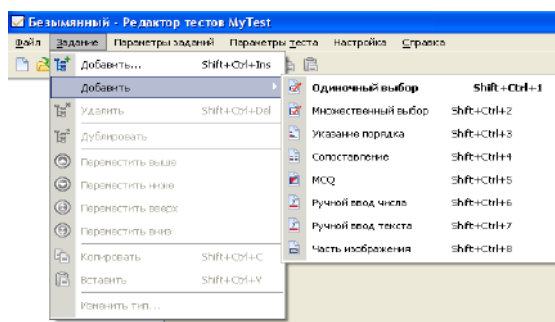 Безымянный - Редактор тестов MyTest
Файл Задание Параметры заданий Параметры теста Настройка Справка
Добавить... Shift+Ctrl+Ins
Добавить
Удалить Shift+Ctrl+Del
Дублировать
Переместить выше
Переместить ниже
Переместить вверх
Переместить вниз
Копировать Shift+Ctrl+C
Вставить Shift+Ctrl+V
Изменить тип...
Одиночный выбор Shift+Ctrl+1
Множественный выбор Shift+Ctrl+2
Указание порядка Shift+Ctrl+3
Сопоставление Shift+Ctrl+4
MCQ Shift+Ctrl+5
Ручной ввод числа Shift+Ctrl+6
Ручной ввод текста Shift+Ctrl+7
Часть изображения Shift+Ctrl+8